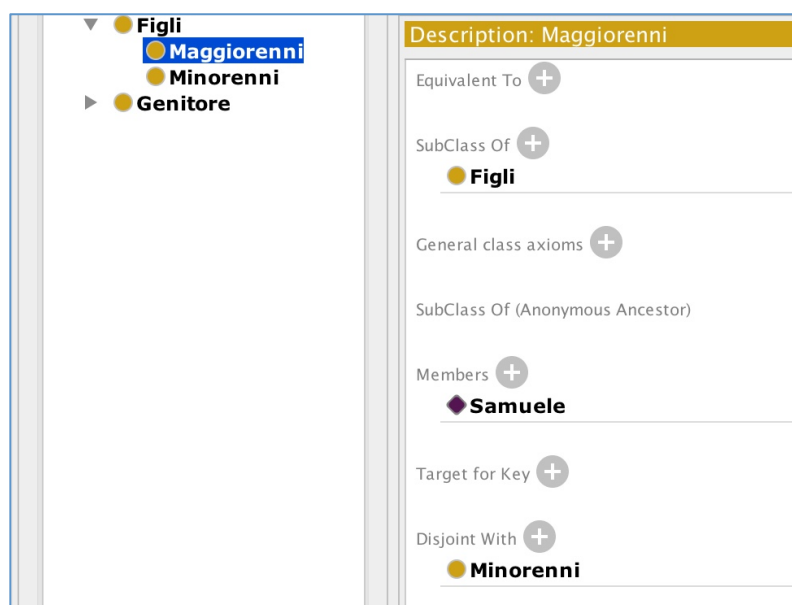 Figli
Maggiorenni
Minorenni
Genitore
Description: Maggiorenni
Equivalent To
SubClass Of
Figli
General class axioms
SubClass Of (Anonymous Ancestor)
Members
Samuele
Target for Key
Disjoint With
Minorenni